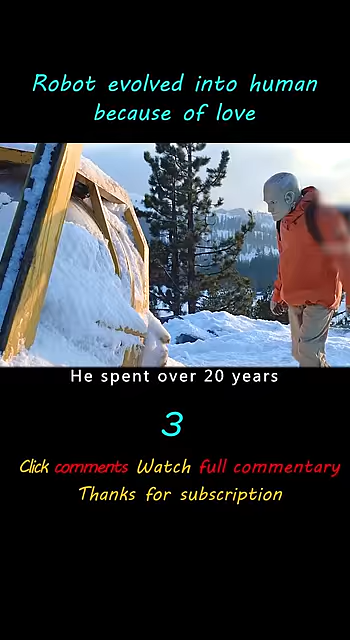 Robot evolved into human
because of love
He spent over 20 years
3
Click comments Watch full commentary
Thanks for subscription